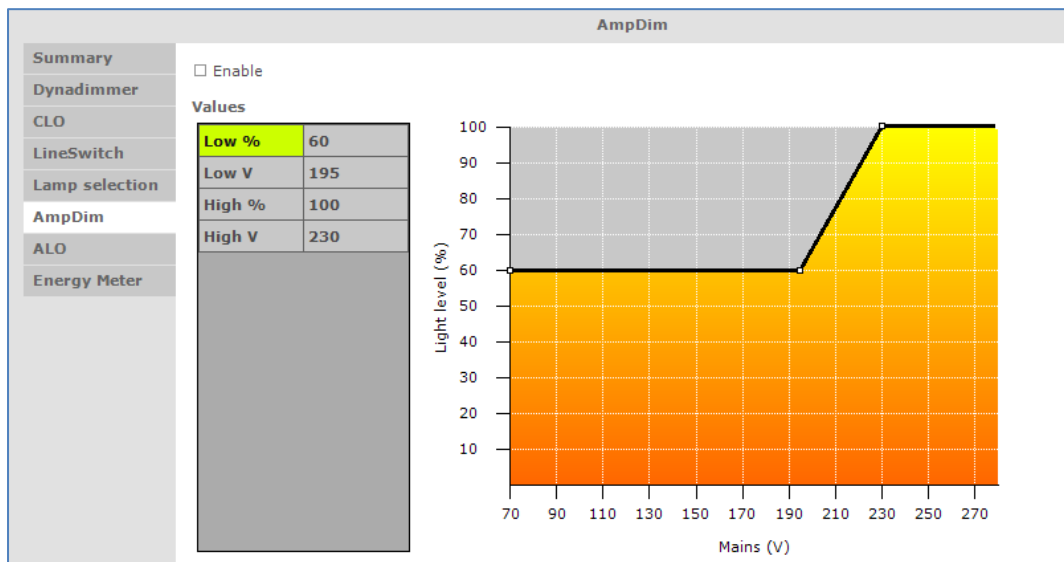 AmpDim
Summary
Dynadimmer
CLO
LineSwitch
Lamp selection
AmpDim
ALO
Energy Meter
Enable
Values
Low % 60
Low V 195
High % 100
High V 230
Light level (%)
100
90
80
70
60
50
40
30
20
10
70 90 110 130 150 170 190 210 230 250 270
Mains (V)